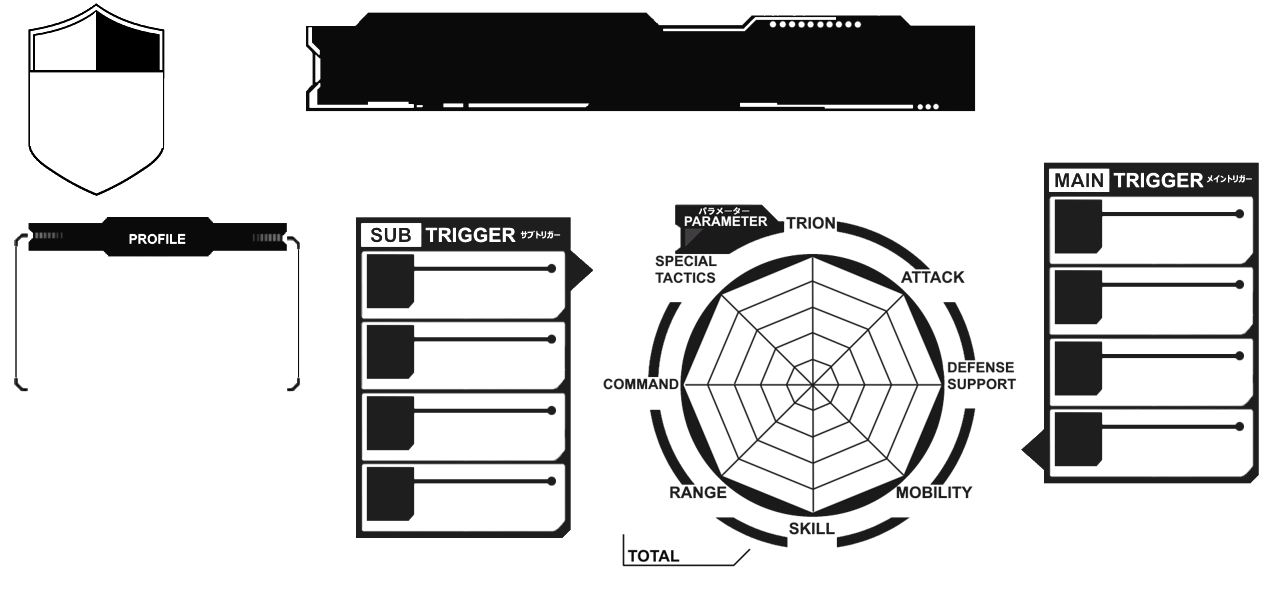 PROFILE
SUB TRIGGER サブトリガー
パラメーター
PARAMETER
TRION
SPECIAL
TACTICS
ATTACK
COMMAND
DEFENSE
SUPPORT
RANGE
MOBILITY
SKILL
TOTAL
MAIN TRIGGER メイントリガー